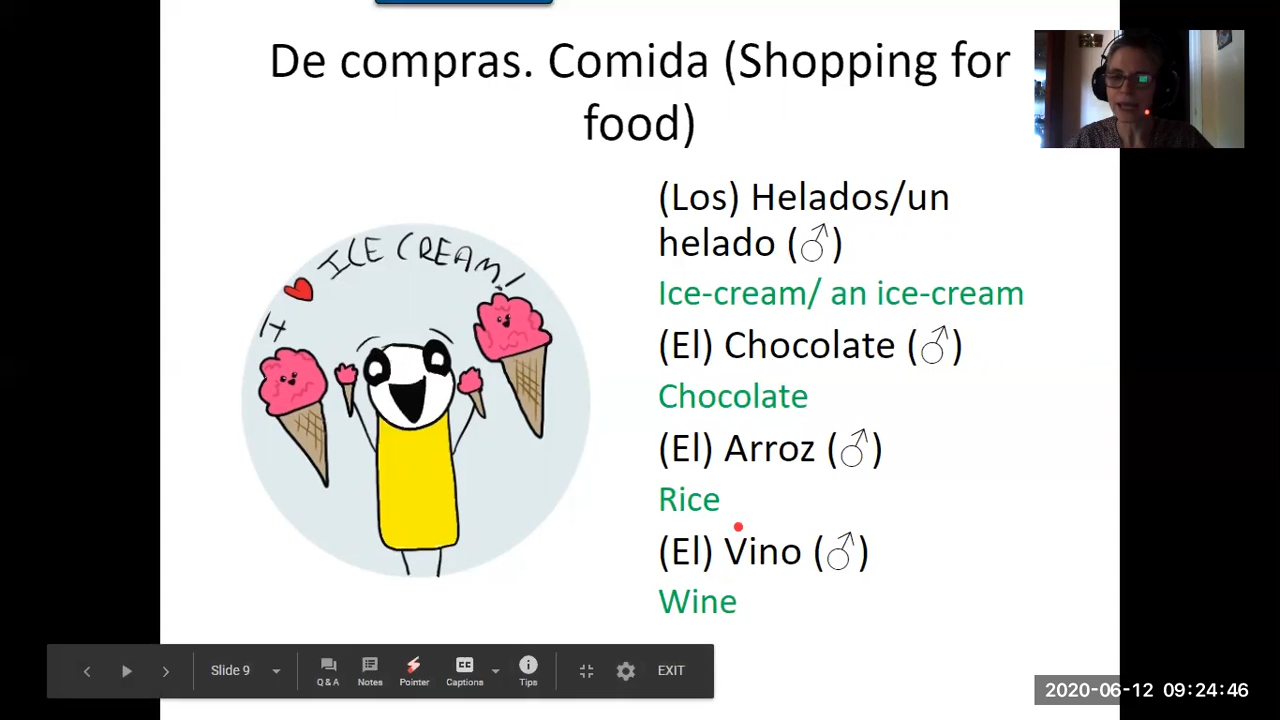 De compras. Comida (Shopping for
food)
(Los) Helados/un
helado (♂)
Ice-cream/ an ice-cream
(El) Chocolate (♂)
Chocolate
(El) Arroz (♂)
Rice
(El) Vino (♂)
Wine
I ♥ ICE CREAM!
Slide 9
Q & A
Notes
Pointer
CC
Captions
Tips
EXIT
2020-06-12 09:24:46